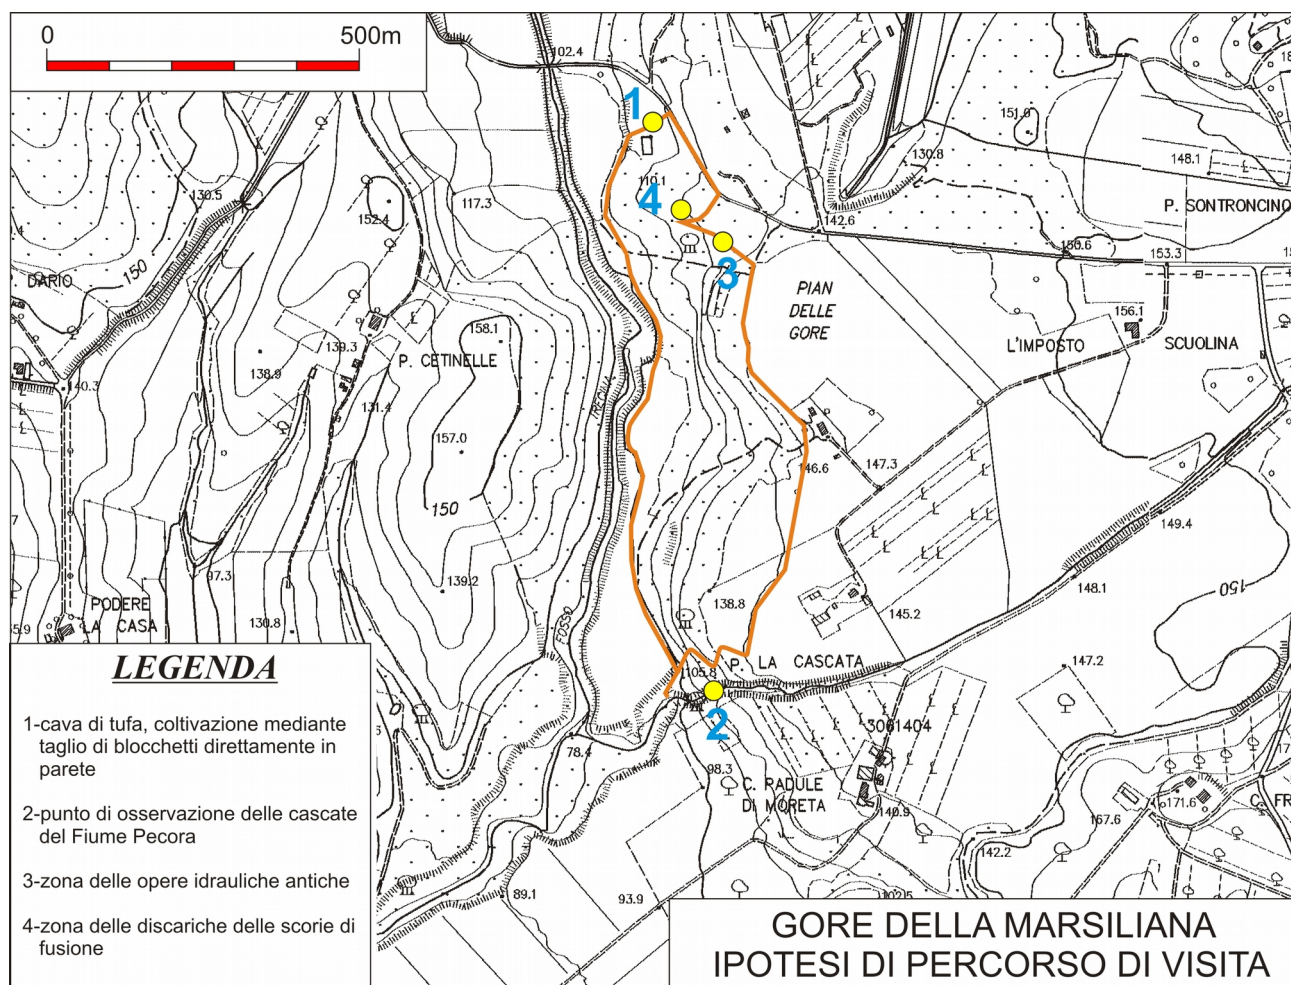 0 500m
102.4
1
151.6
130.8
148.1
130.5
117.3
110.1
4
152.4
142.6
P. SONTRONCINO
150.6
153.3
150
DARIO
3
PIAN
DELLE
GORE
158.1
156.1
139.3
P. CETINELLE
L'IMPOSTO
SCUOLINA
138.9
140.3
131.4
157.0
146.6
147.3
150
149.4
97.3
139.2
138.8
148.1
150
PODERE
LA CASA
130.8
FOSSO
145.2
105.8
P. LA CASCATA
147.2
2
3061404
78.4
98.3
C. PADULE
DI MORETA
140.9
171.6
167.6
142.2
89.1
93.9
102.5
LEGENDA
1-cava di tufa, coltivazione mediante
taglio di blocchetti direttamente in
parete
2-punto di osservazione delle cascate
del Fiume Pecora
3-zona delle opere idrauliche antiche
4-zona delle discariche delle scorie di
fusione
GORE DELLA MARSILIANA
IPOTESI DI PERCORSO DI VISITA